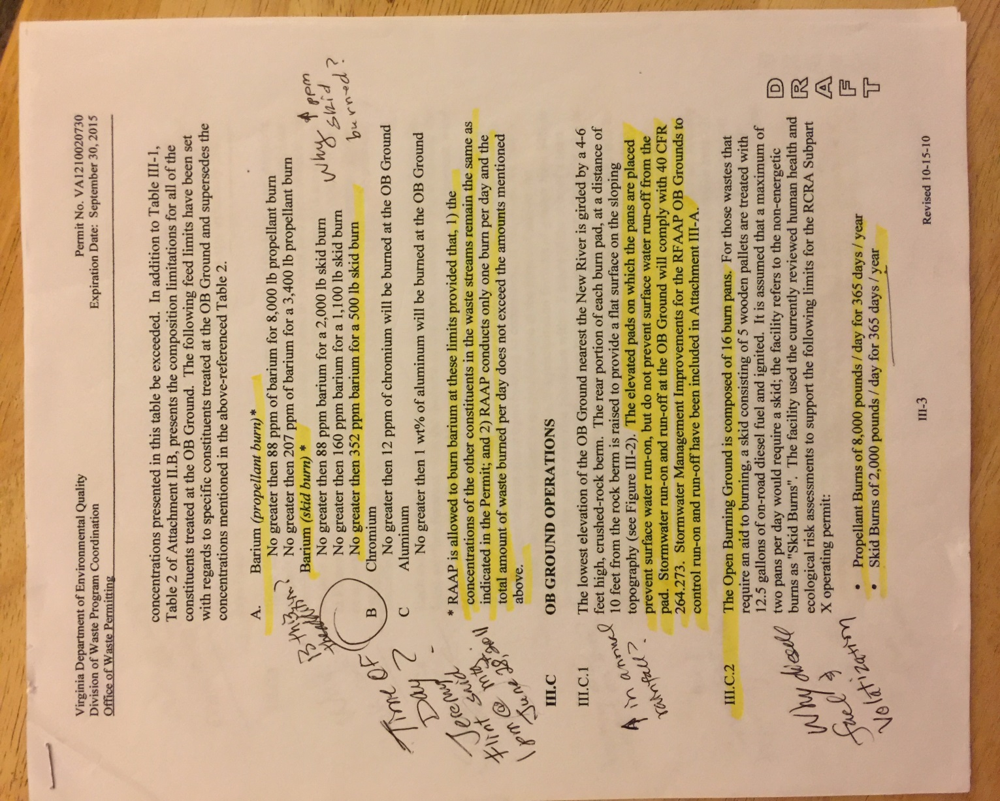 Virginia Department of Environmental Quality Permit No. VA1210020730
Division of Waste Program Coordination Expiration Date: September 30, 2015
Office of Waste Permitting
concentrations presented in this table be exceeded. In addition to Table III-1,
Table 2 of Attachment II.B, presents the composition limitations for all of the
constituents treated at the OB Ground. The following feed limits have been set
with regards to specific constituents treated at the OB Ground and supersedes the
concentrations mentioned in the above-referenced Table 2.
A. Barium (propellant burn)*
No greater then 88 ppm of barium for 8,000 lb propellant burn
No greater then 207 ppm of barium for a 3,400 lb propellant burn
Barium (skid burn)*
No greater then 88 ppm barium for a 2,000 lb skid burn
No greater then 160 ppm barium for a 1,100 lb skid burn
No greater then 352 ppm barium for a 500 lb skid burn
Why ↑ ppm
skid
burned?
B Chromium
No greater then 12 ppm of chromium will be burned at the OB Ground
C Aluminum
No greater then 1 wt% of aluminum will be burned at the OB Ground
Time OF
Day?
* RAAP is allowed to burn barium at these limits provided that, 1) the
concentrations of the other constituents in the waste streams remain the same as
indicated in the Permit; and 2) RAAP conducts only one burn per day and the
total amount of waste burned per day does not exceed the amounts mentioned
above.
Jeremy
Flint said
1pm @ mtg
June 28, 2011
III.C OB GROUND OPERATIONS
III.C.1 The lowest elevation of the OB Ground nearest the New River is girded by a 4-6
feet high, crushed-rock berm. The rear portion of each burn pad, at a distance of
10 feet from the rock berm is raised to provide a flat surface on the sloping
topography (see Figure III-2). The elevated pads on which the pans are placed
prevent surface water run-on, but do not prevent surface water run-off from the
pad. Stormwater run-on and run-off at the OB Ground will comply with 40 CFR
264.273. Stormwater Management Improvements for the RFAAP OB Grounds to
control run-on and run-off have been included in Attachment III-A.
↑ in annual
rainfall?
III.C.2 The Open Burning Ground is composed of 16 burn pans. For those wastes that
require an aid to burning, a skid consisting of 5 wooden pallets are treated with
12.5 gallons of on-road diesel fuel and ignited. It is assumed that a maximum of
two pans per day would require a skid; the facility refers to the non-energetic
burns as "Skid Burns". The facility used the currently reviewed human health and
ecological risk assessments to support the following limits for the RCRA Subpart
X operating permit:
Why diesell
fuel &
volatization
• Propellant Burns of 8,000 pounds / day for 365 days / year
• Skid Burns of 2,000 pounds / day for 365 days / year
DRAFT
III-3 Revised 10-15-10